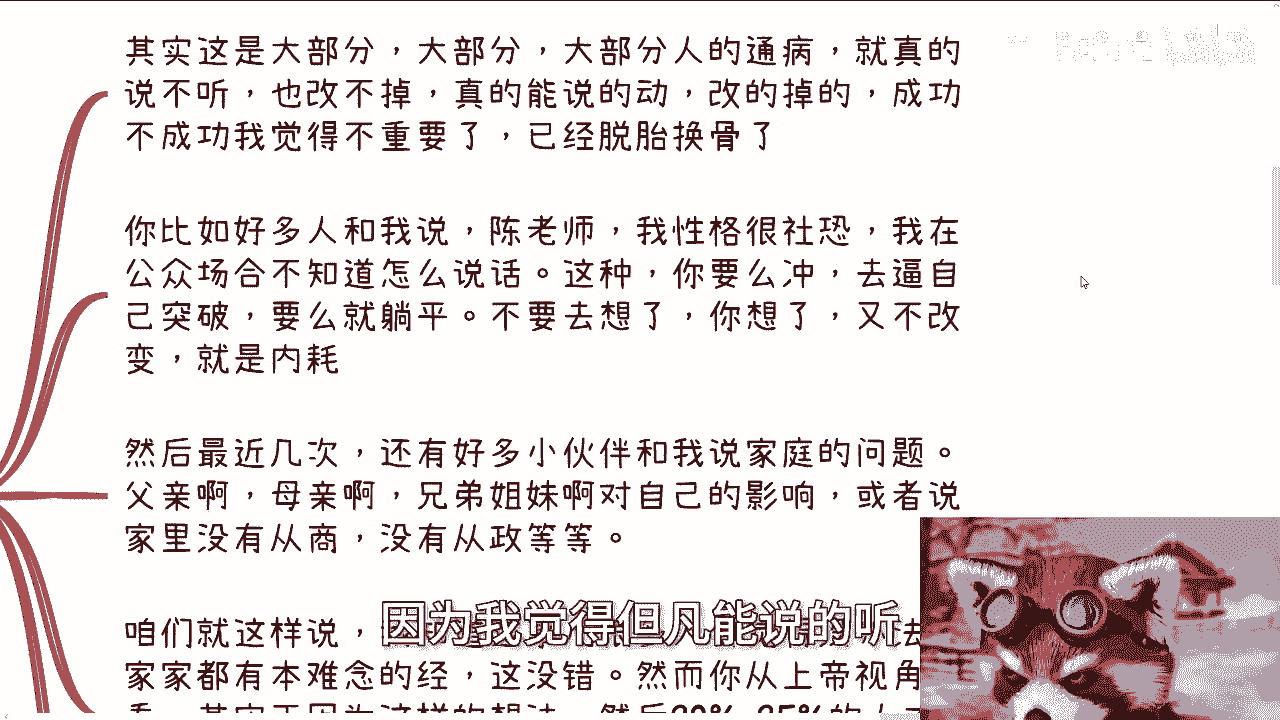 其实这是大部分，大部分，大部分人的通病，就真的
说不听，也改不掉，真的能说的动，改的掉的，成功
不成功我觉得不重要了，已经脱胎换骨了
你比如好多人和我说，陈老师，我性格很社恐，我在
公众场合不知道怎么说话。这种，你要么冲，去逼自
己突破，要么就躺平。不要去想了，你想了，又不改
变，就是内耗
然后最近几次，还有好多小伙伴和我说家庭的问题。
父亲啊，母亲啊，兄弟姐妹啊对自己的影响，或者说
家里没有从商，没有从政等等。
咱们就这样说，
因为我觉得但凡能说的听
家家都有本难念的经，这没错。然而你从上帝视角